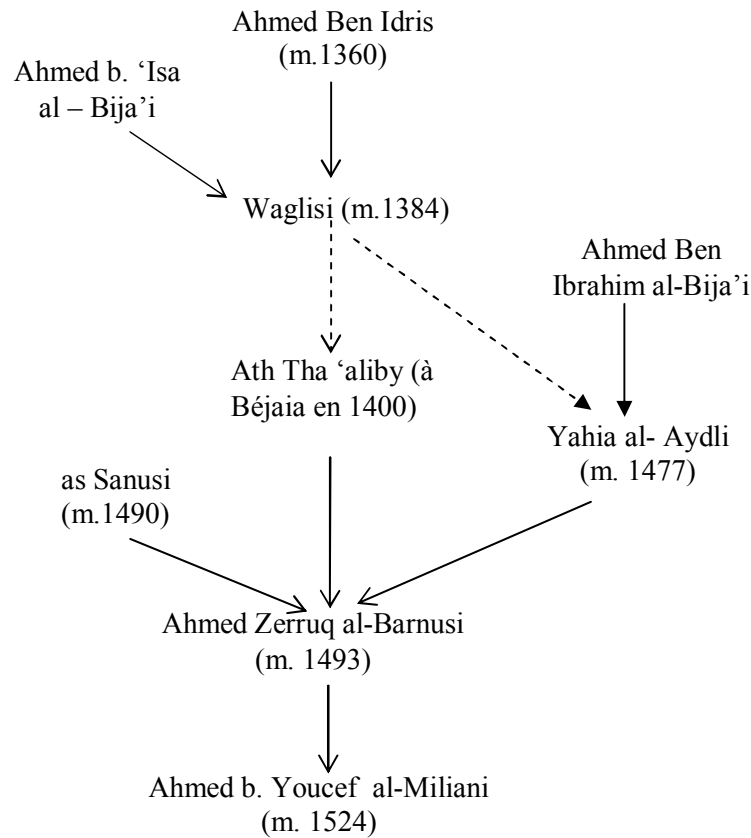 Ahmed Ben Idris
(m.1360)
Ahmed b. ‘Isa
al – Bija’i
Waglisi (m.1384)
Ahmed Ben
Ibrahim al-Bija’i
Ath Tha ‘aliby (à
Béjaia en 1400)
Yahia al- Aydli
(m. 1477)
as Sanusi
(m.1490)
Ahmed Zerruq al-Barnusi
(m. 1493)
Ahmed b. Youcef al-Miliani
(m. 1524)